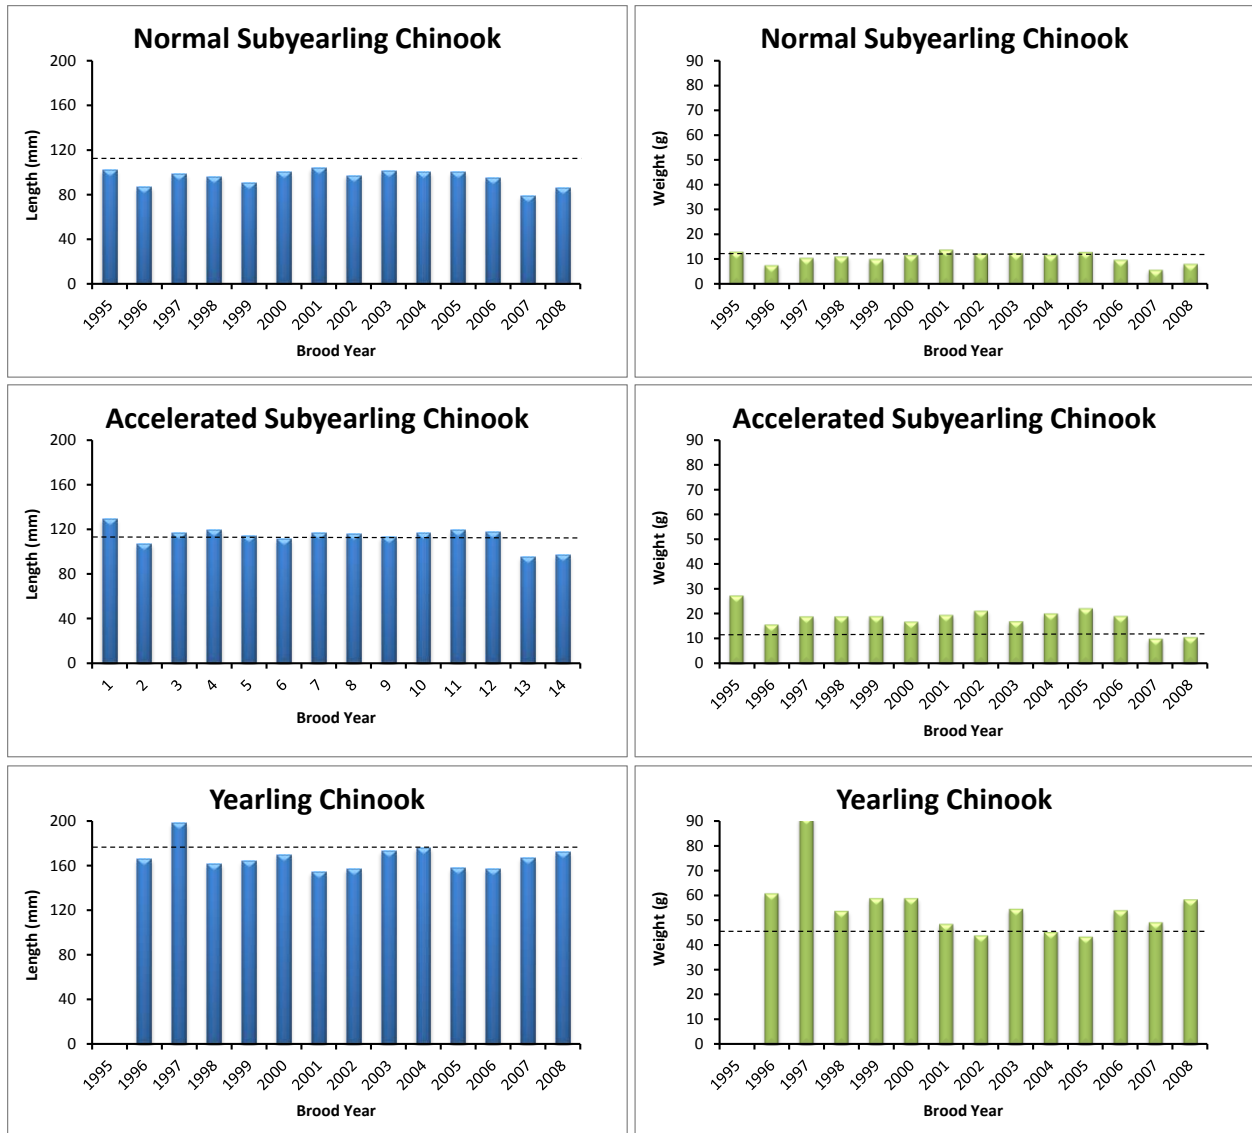 Normal Subyearling Chinook
200
160
120
80
40
0
Length (mm)
1995 1996 1997 1998 1999 2000 2001 2002 2003 2004 2005 2006 2007 2008
Brood Year
Normal Subyearling Chinook
90
80
70
60
50
40
30
20
10
0
Weight (g)
1995 1996 1997 1998 1999 2000 2001 2002 2003 2004 2005 2006 2007 2008
Brood Year
Accelerated Subyearling Chinook
200
160
120
80
40
0
Length (mm)
1 2 3 4 5 6 7 8 9 10 11 12 13 14
Brood Year
Accelerated Subyearling Chinook
90
80
70
60
50
40
30
20
10
0
Weight (g)
1995 1996 1997 1998 1999 2000 2001 2002 2003 2004 2005 2006 2007 2008
Brood Year
Yearling Chinook
200
160
120
80
40
0
Length (mm)
1995 1996 1997 1998 1999 2000 2001 2002 2003 2004 2005 2006 2007 2008
Brood Year
Yearling Chinook
90
80
70
60
50
40
30
20
10
0
Weight (g)
1995 1996 1997 1998 1999 2000 2001 2002 2003 2004 2005 2006 2007 2008
Brood Year